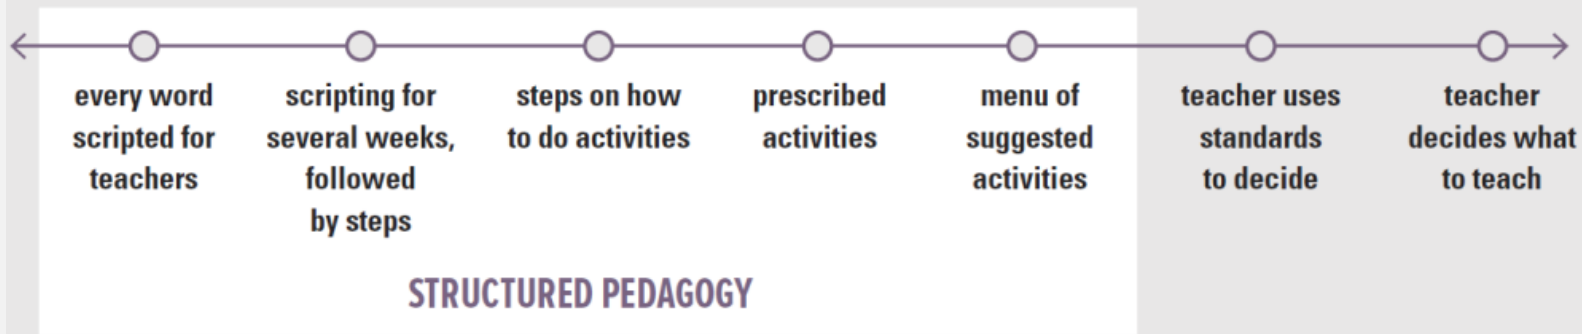 every word
scripted for
teachers
scripting for
several weeks,
followed
by steps
steps on how
to do activities
prescribed
activities
menu of
suggested
activities
teacher uses
standards
to decide
teacher
decides what
to teach
STRUCTURED PEDAGOGY